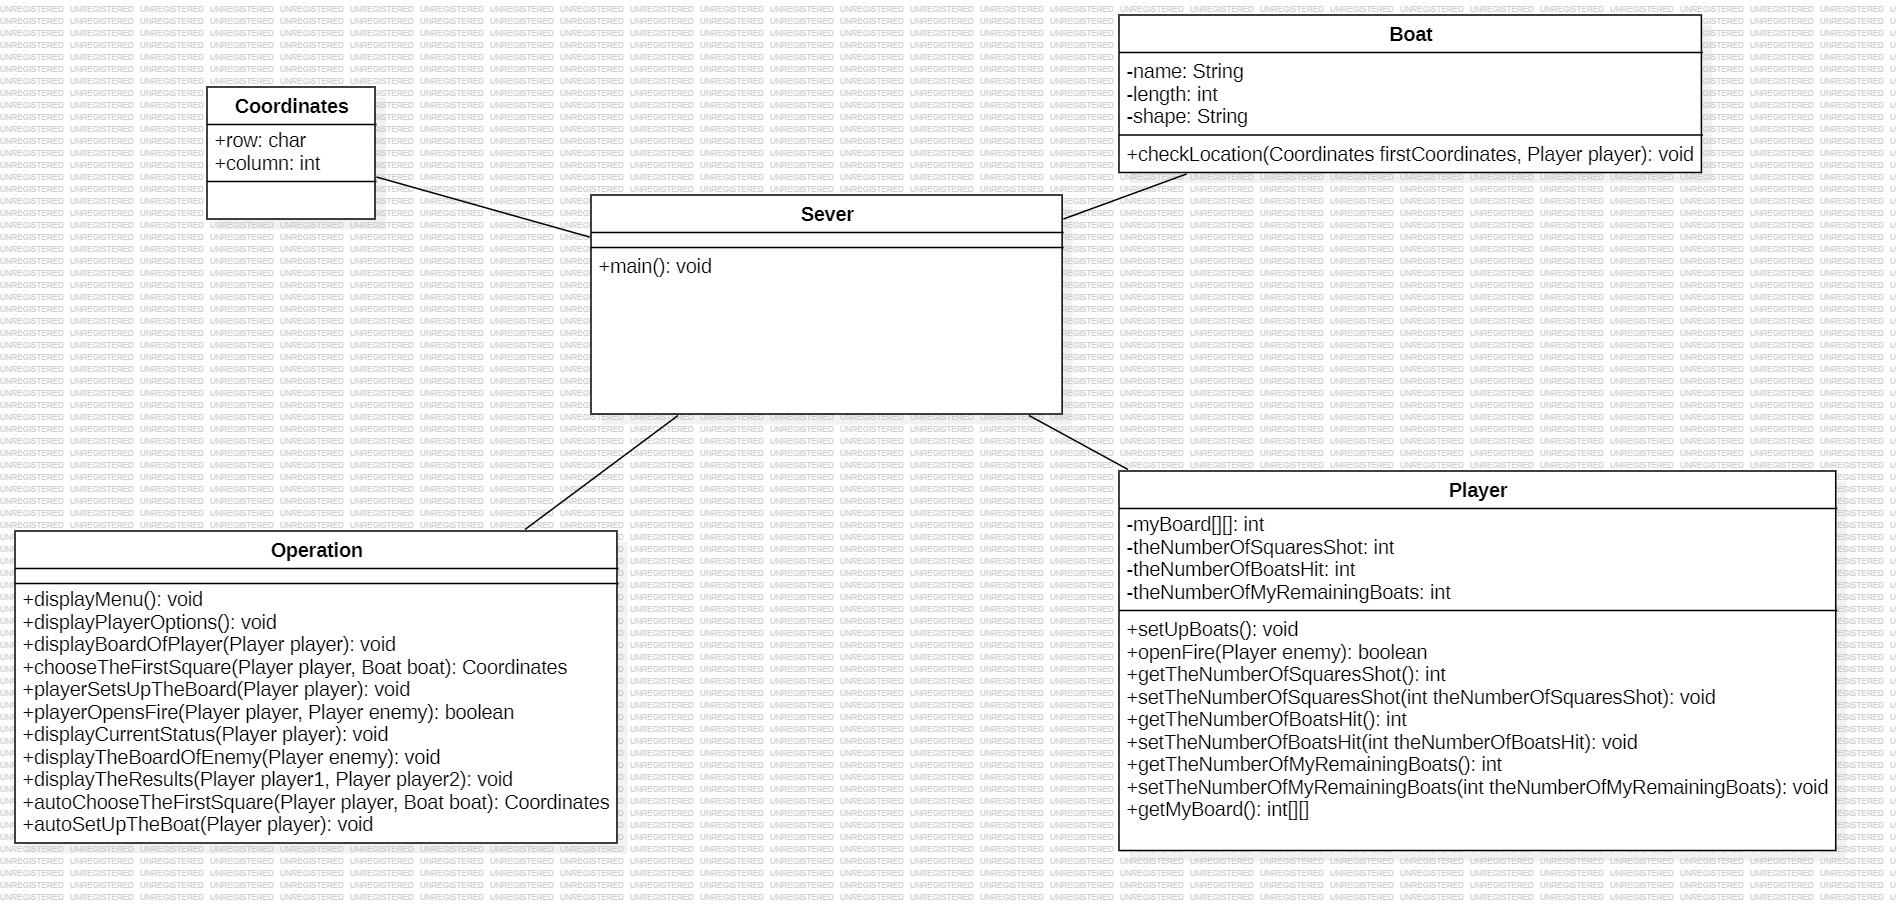 Coordinates
+row: char
+column: int
Boat
-name: String
-length: int
-shape: String
+checkLocation(Coordinates firstCoordinates, Player player): void
Sever
+main(): void
Operation
+displayMenu(): void
+displayPlayerOptions(): void
+displayBoardOfPlayer(Player player): void
+chooseTheFirstSquare(Player player, Boat boat): Coordinates
+playerSetsUpTheBoard(Player player): void
+playerOpensFire(Player player, Player enemy): boolean
+displayCurrentStatus(Player player): void
+displayTheBoardOfEnemy(Player enemy): void
+displayTheResults(Player player1, Player player2): void
+autoChooseTheFirstSquare(Player player, Boat boat): Coordinates
+autoSetUpTheBoat(Player player): void
Player
-myBoard[][]: int
-theNumberOfSquaresShot: int
-theNumberOfBoatsHit: int
-theNumberOfMyRemainingBoats: int
+setUpBoats(): void
+openFire(Player enemy): boolean
+getTheNumberOfSquaresShot(): int
+setTheNumberOfSquaresShot(int theNumberOfSquaresShot): void
+getTheNumberOfBoatsHit(): int
+setTheNumberOfBoatsHit(int theNumberOfBoatsHit): void
+getTheNumberOfMyRemainingBoats(): int
+setTheNumberOfMyRemainingBoats(int theNumberOfMyRemainingBoats): void
+getMyBoard(): int[][]
UNREGISTERED